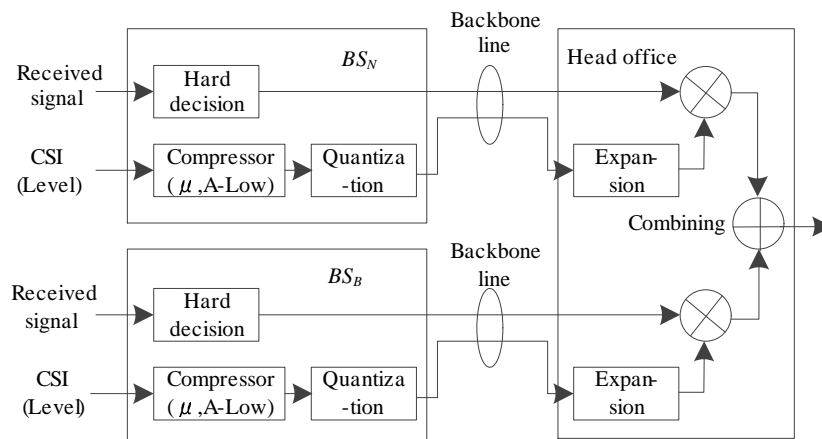 Received
signal
Hard
decision
BS_N
Backbone
line
Head office
CSI
(Level)
Compressor
(μ,A-Low)
Quantiza
-tion
Expan-
sion
Combining
Received
signal
Hard
decision
BS_B
Backbone
line
CSI
(Level)
Compressor
(μ,A-Low)
Quantiza
-tion
Expan-
sion